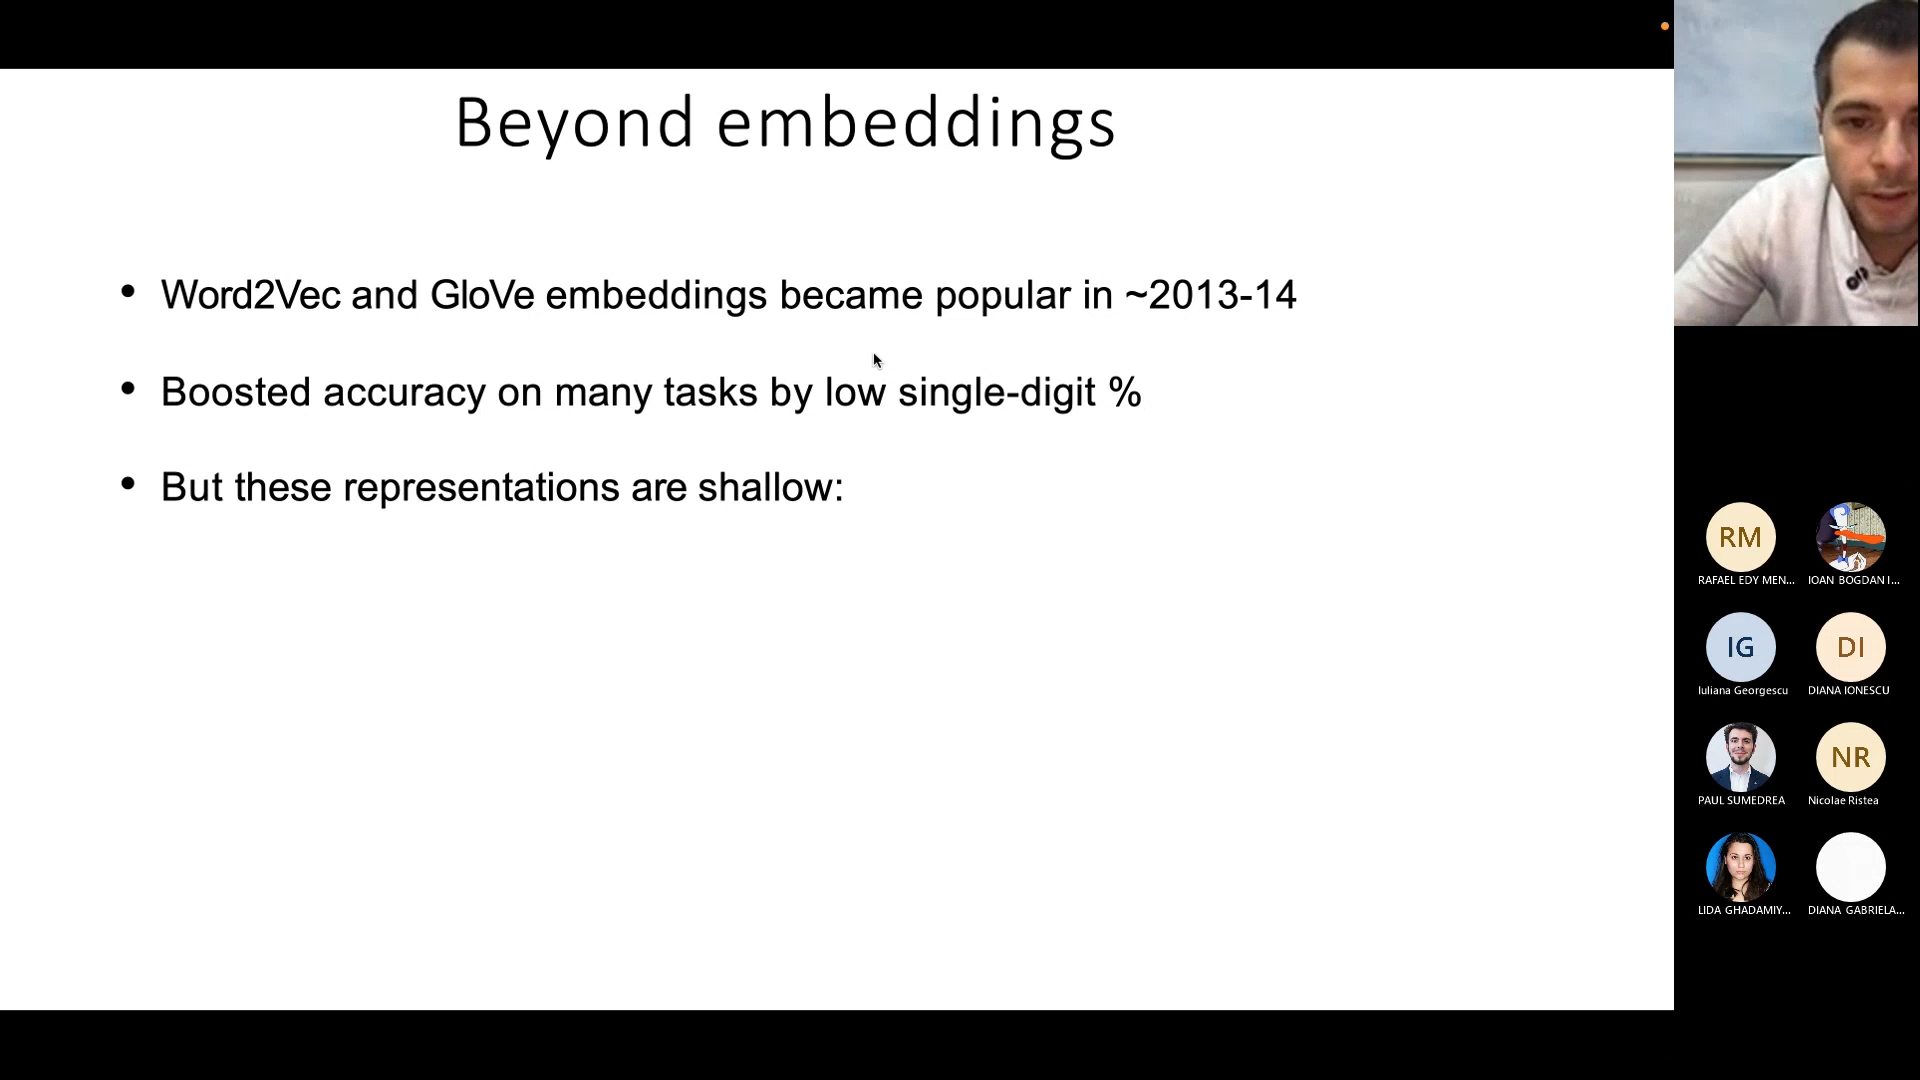 Beyond embeddings
• Word2Vec and GloVe embeddings became popular in ~2013-14
• Boosted accuracy on many tasks by low single-digit %
• But these representations are shallow:
RM
RAFAEL EDY MEN...
IOAN BOGDAN I...
IG
Iuliana Georgescu
DI
DIANA IONESCU
PAUL SUMEDREA
NR
Nicolae Ristea
LIDA GHADAMIY...
DIANA GABRIELA...